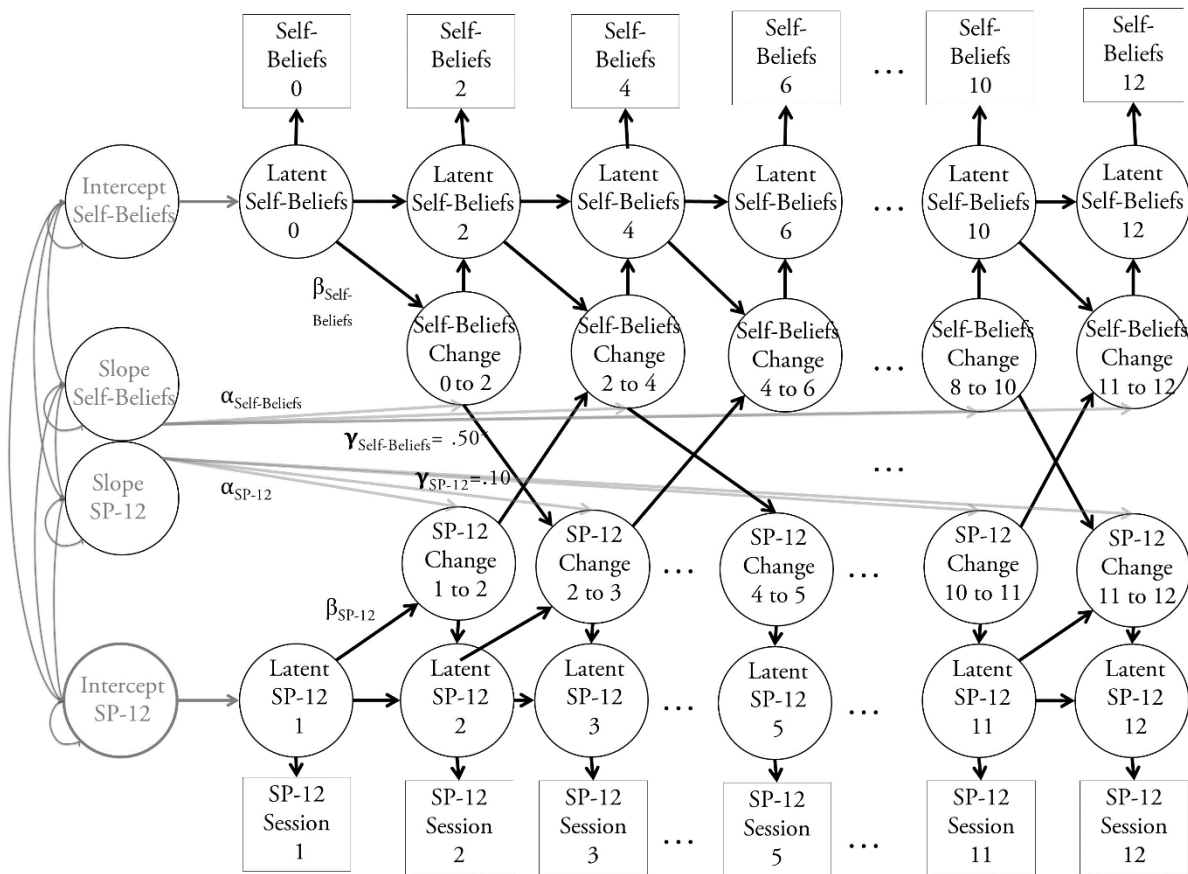 Self-
Beliefs
0
Self-
Beliefs
2
Self-
Beliefs
4
Self-
Beliefs
6
...
Self-
Beliefs
10
Self-
Beliefs
12
Intercept
Self-Beliefs
Latent
Self-Beliefs
0
Latent
Self-Beliefs
2
Latent
Self-Beliefs
4
Latent
Self-Beliefs
6
...
Latent
Self-Beliefs
10
Latent
Self-Beliefs
12
βSelf-
Beliefs
Self-Beliefs
Change
0 to 2
Self-Beliefs
Change
2 to 4
Self-Beliefs
Change
4 to 6
...
Self-Beliefs
Change
8 to 10
Self-Beliefs
Change
11 to 12
Slope
Self-Beliefs
αSelf-Beliefs
γSelf-Beliefs= .50*
Slope
SP-12
αSP-12
γSP-12=.10
...
SP-12
Change
1 to 2
SP-12
Change
2 to 3
...
SP-12
Change
4 to 5
...
SP-12
Change
10 to 11
SP-12
Change
11 to 12
βSP-12
Intercept
SP-12
Latent
SP-12
1
Latent
SP-12
2
Latent
SP-12
3
...
Latent
SP-12
5
...
Latent
SP-12
11
Latent
SP-12
12
SP-12
Session
1
SP-12
Session
2
SP-12
Session
3
...
SP-12
Session
5
...
SP-12
Session
11
SP-12
Session
12